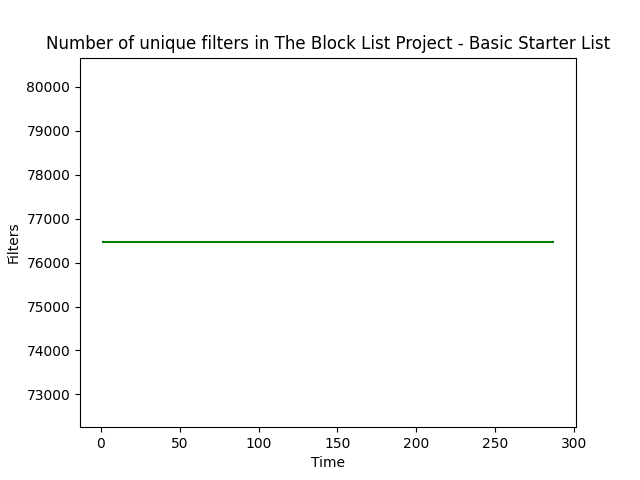 Number of unique filters in The Block List Project - Basic Starter List
80000
79000
78000
77000
76000
75000
74000
73000
Filters
0 50 100 150 200 250 300
Time